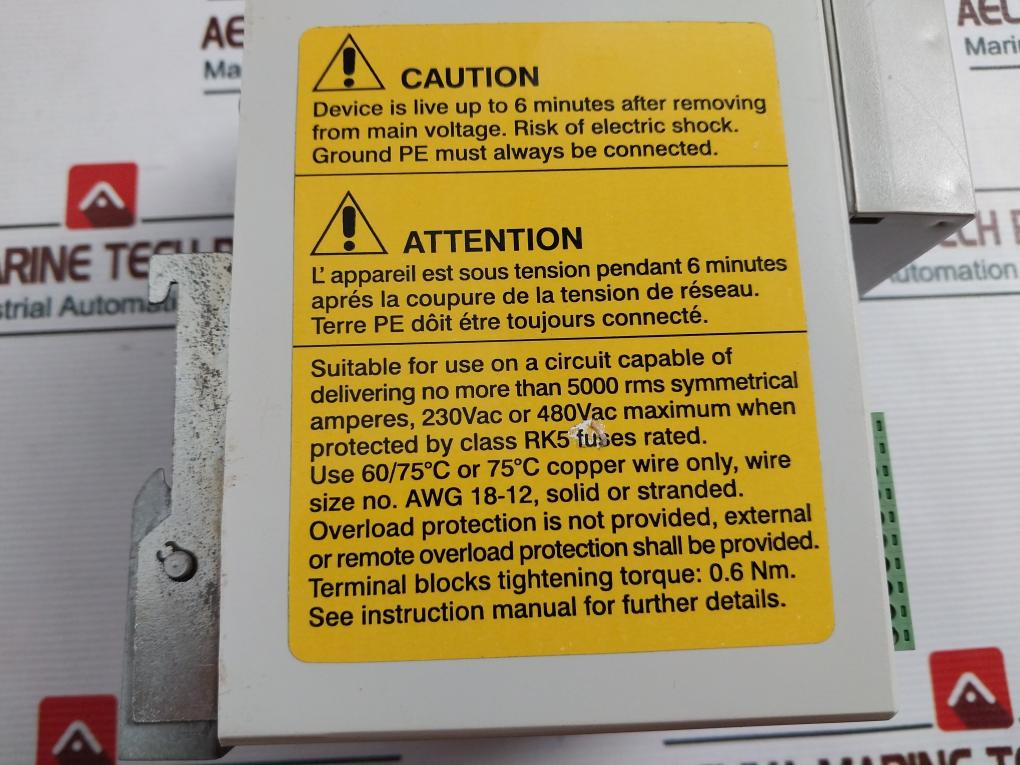 CAUTION
Device is live up to 6 minutes after removing
from main voltage. Risk of electric shock.
Ground PE must always be connected.
ATTENTION
L' appareil est sous tension pendant 6 minutes
aprés la coupure de la tension de réseau.
Terre PE dôit étre toujours connecté.
Suitable for use on a circuit capable of
delivering no more than 5000 rms symmetrical
amperes, 230Vac or 480Vac maximum when
protected by class RK5 fuses rated.
Use 60/75°C or 75°C copper wire only, wire
size no. AWG 18-12, solid or stranded.
Overload protection is not provided, external
or remote overload protection shall be provided.
Terminal blocks tightening torque: 0.6 Nm.
See instruction manual for further details.